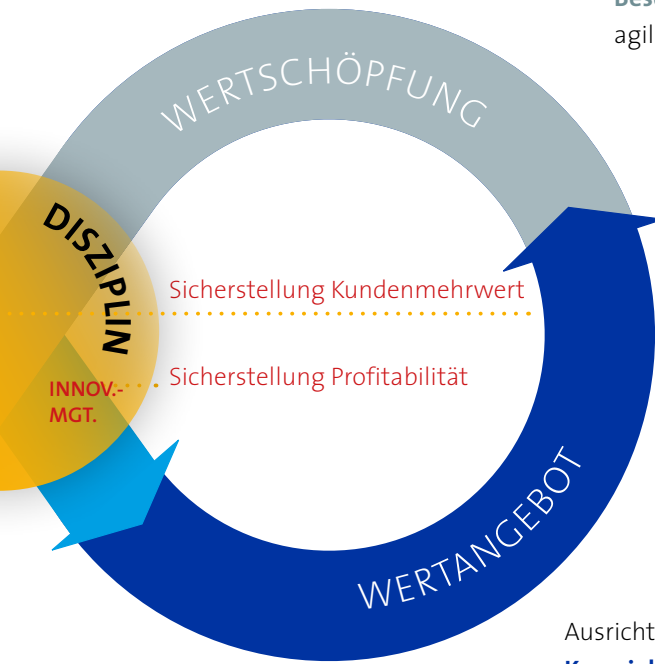 agil
WERTSCHÖPFUNG
DISZIPLIN
Sicherstellung Kundenmehrwert
Sicherstellung Profitabilität
INNOV.-
MGT.
WERTANGEBOT
Ausricht